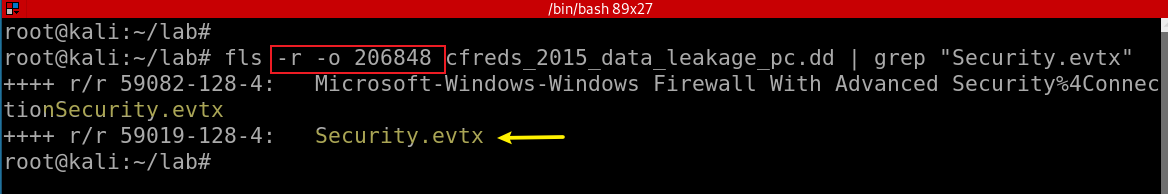 /bin/bash 89x27
root@kali:~/lab#
root@kali:~/lab# fls -r -o 206848 cfreds_2015_data_leakage_pc.dd | grep "Security.evtx"
++++ r/r 59082-128-4:   Microsoft-Windows-Windows Firewall With Advanced Security%4Connec
tionSecurity.evtx
++++ r/r 59019-128-4:   Security.evtx
root@kali:~/lab#